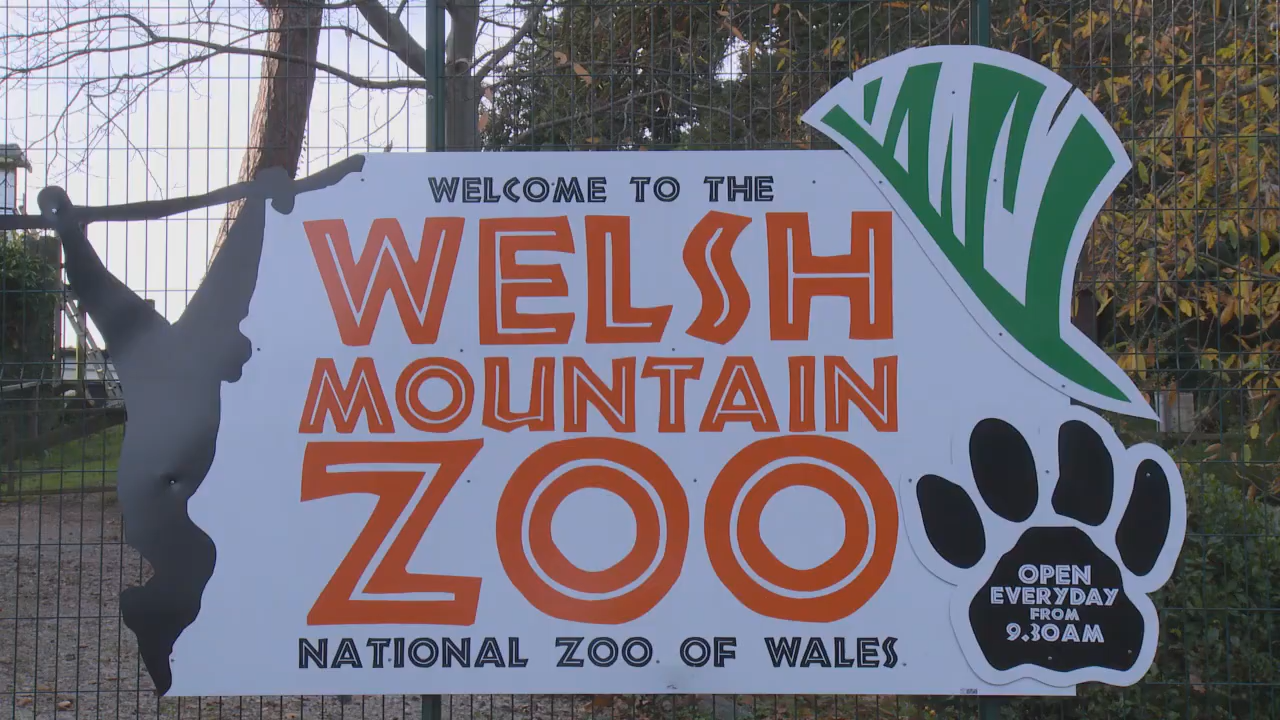 WELCOME TO THE
WELSH
MOUNTAIN
ZOO
NATIONAL ZOO OF WALES
OPEN
EVERYDAY
FROM
9.30AM